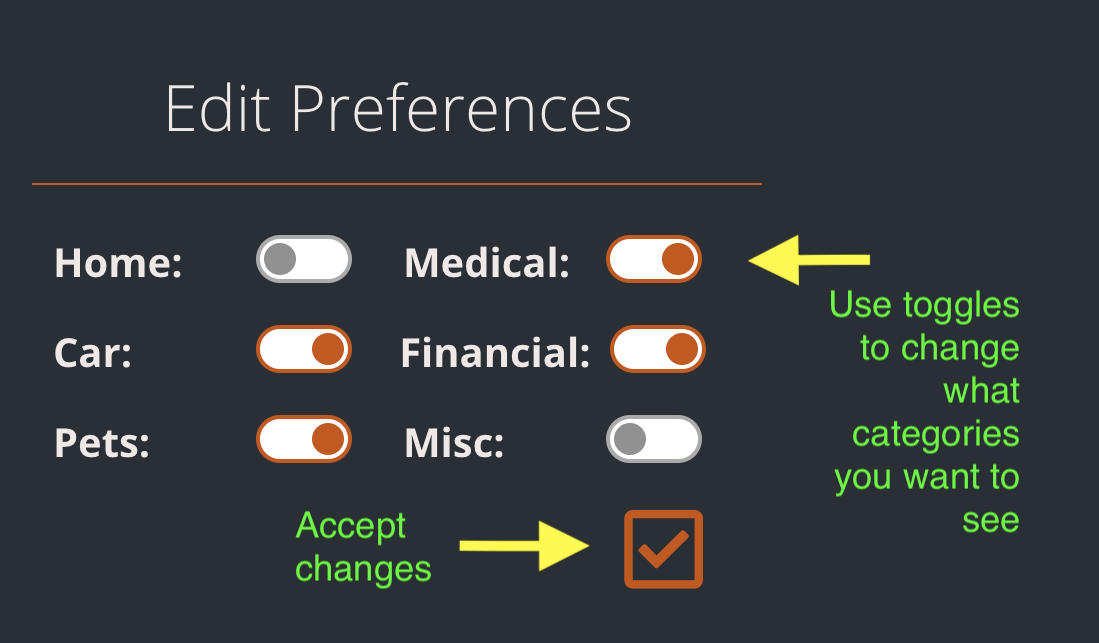 Edit Preferences
Home:
Medical:
Car:
Financial:
Pets:
Misc:
Use toggles
to change
what
categories
you want to
see
Accept
changes